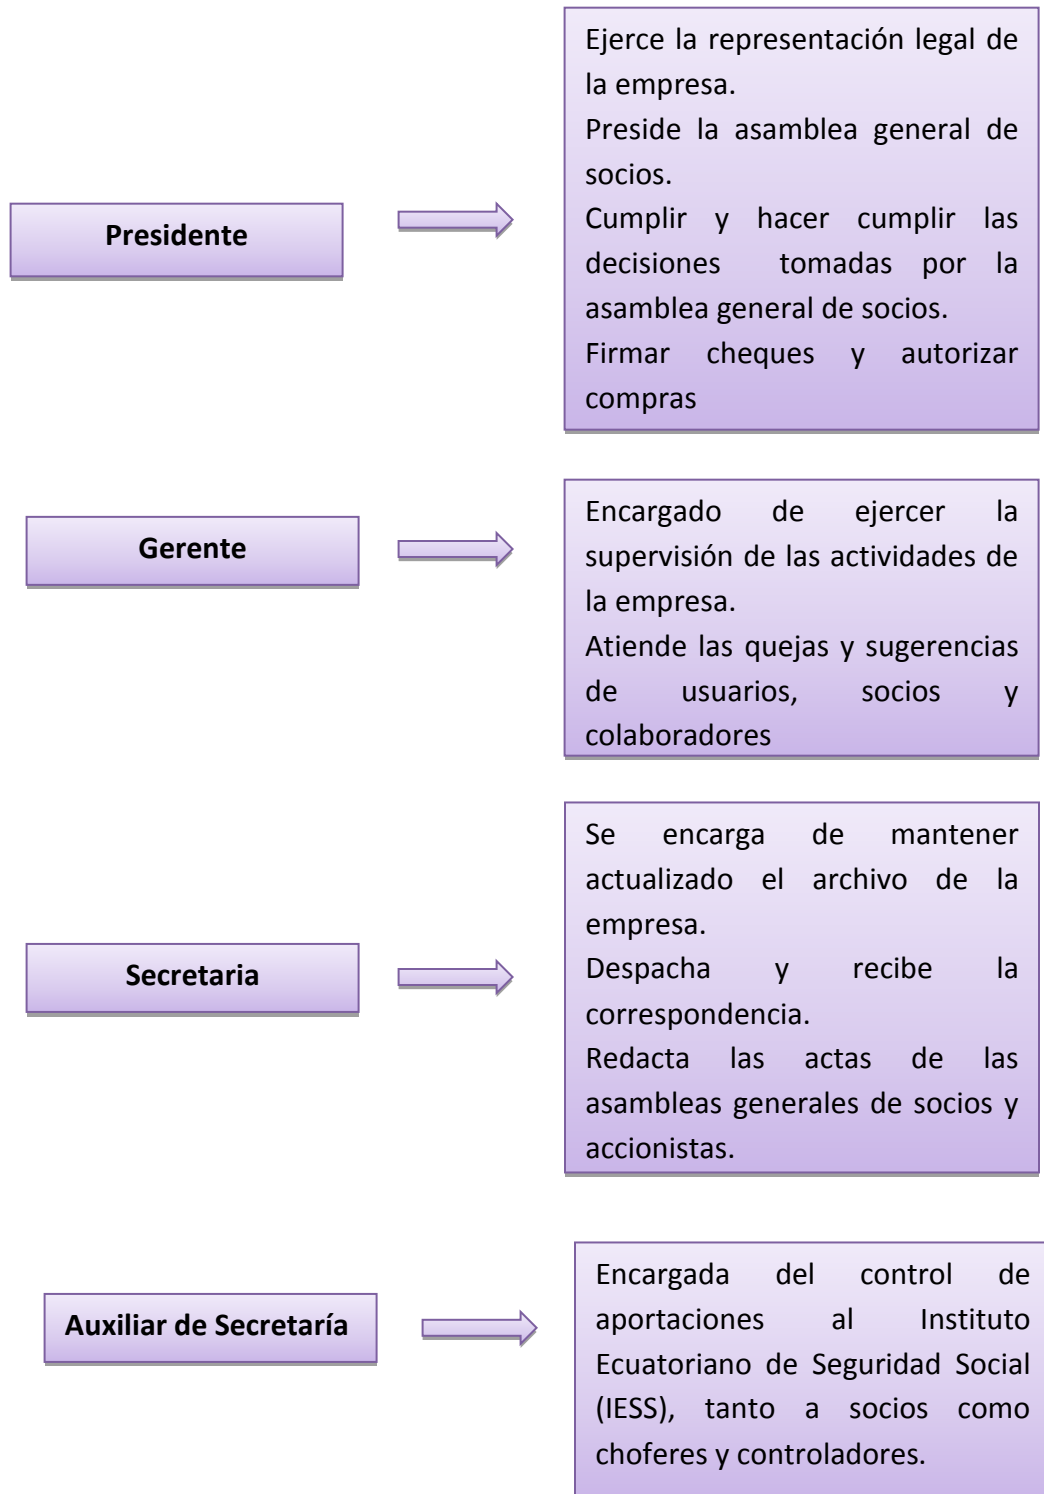 Presidente
Ejerce la representación legal de
la empresa.
Preside la asamblea general de
socios.
Cumplir y hacer cumplir las
decisiones tomadas por la
asamblea general de socios.
Firmar cheques y autorizar
compras
Gerente
Encargado de ejercer la
supervisión de las actividades de
la empresa.
Atiende las quejas y sugerencias
de usuarios, socios y
colaboradores
Secretaria
Se encarga de mantener
actualizado el archivo de la
empresa.
Despacha y recibe la
correspondencia.
Redacta las actas de las
asambleas generales de socios y
accionistas.
Auxiliar de Secretaría
Encargada del control de
aportaciones al Instituto
Ecuatoriano de Seguridad Social
(IESS), tanto a socios como
choferes y controladores.